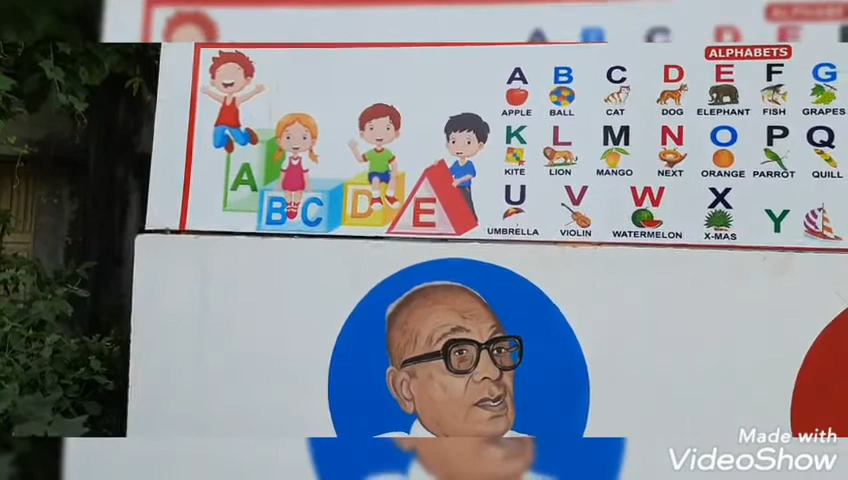 ALPHABETS
A B C D E F G
APPLE BALL CAT DOG ELEPHANT FISH GRAPES
K L M N O P Q
KITE LION MANGO NEXT ORANGE PARROT QUILL
U V W X Y
UMBRELLA VIOLIN WATERMELON X-MAS
A
B C D E
Made with
VideoShow